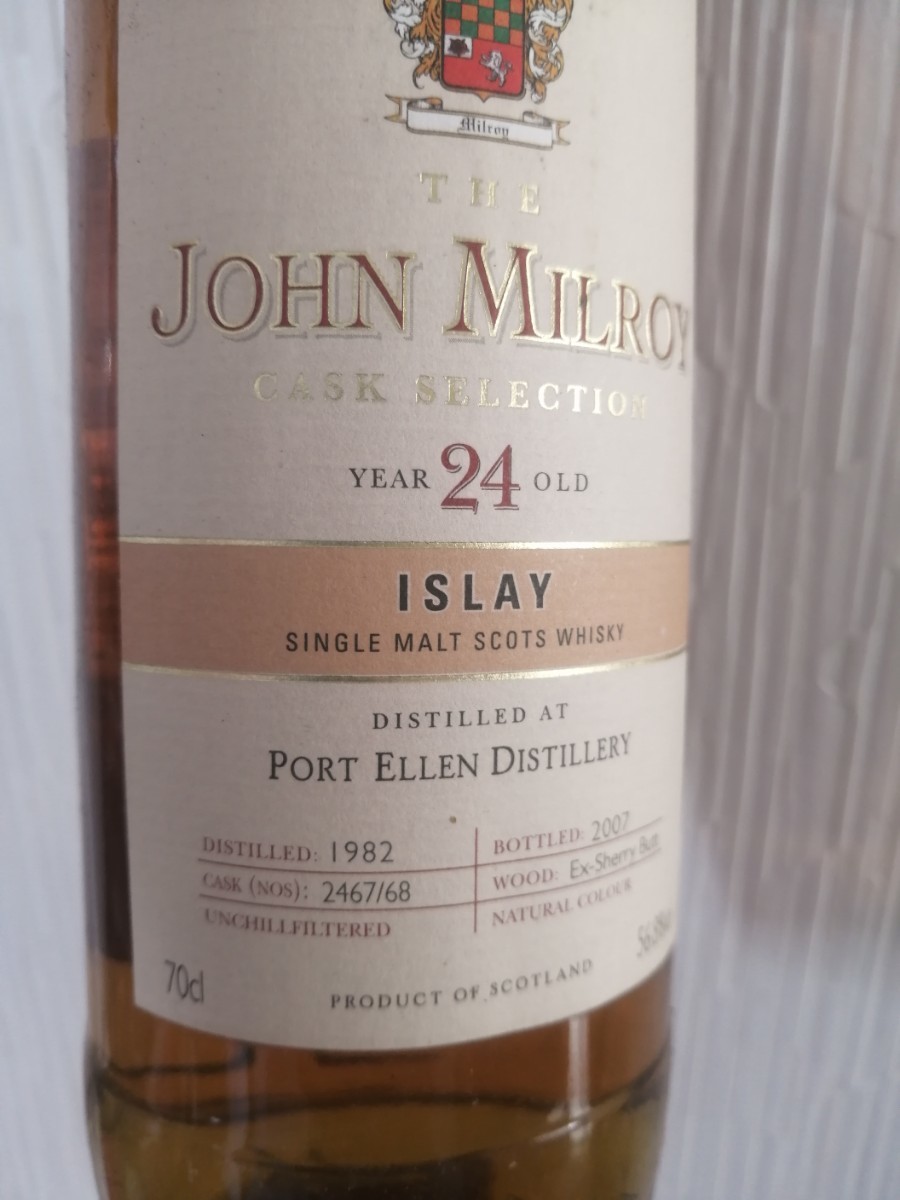 Milroy
THE
JOHN MILROY
CASK SELECTION
YEAR 24 OLD
ISLAY
SINGLE MALT SCOTS WHISKY
DISTILLED AT
PORT ELLEN DISTILLERY
DISTILLED: 1982
CASK (NOS): 2467/68
UNCHILLFILTERED
BOTTLED: 2007
WOOD: Ex-Sherry Butt
NATURAL COLOUR
70cl
PRODUCT OF SCOTLAND